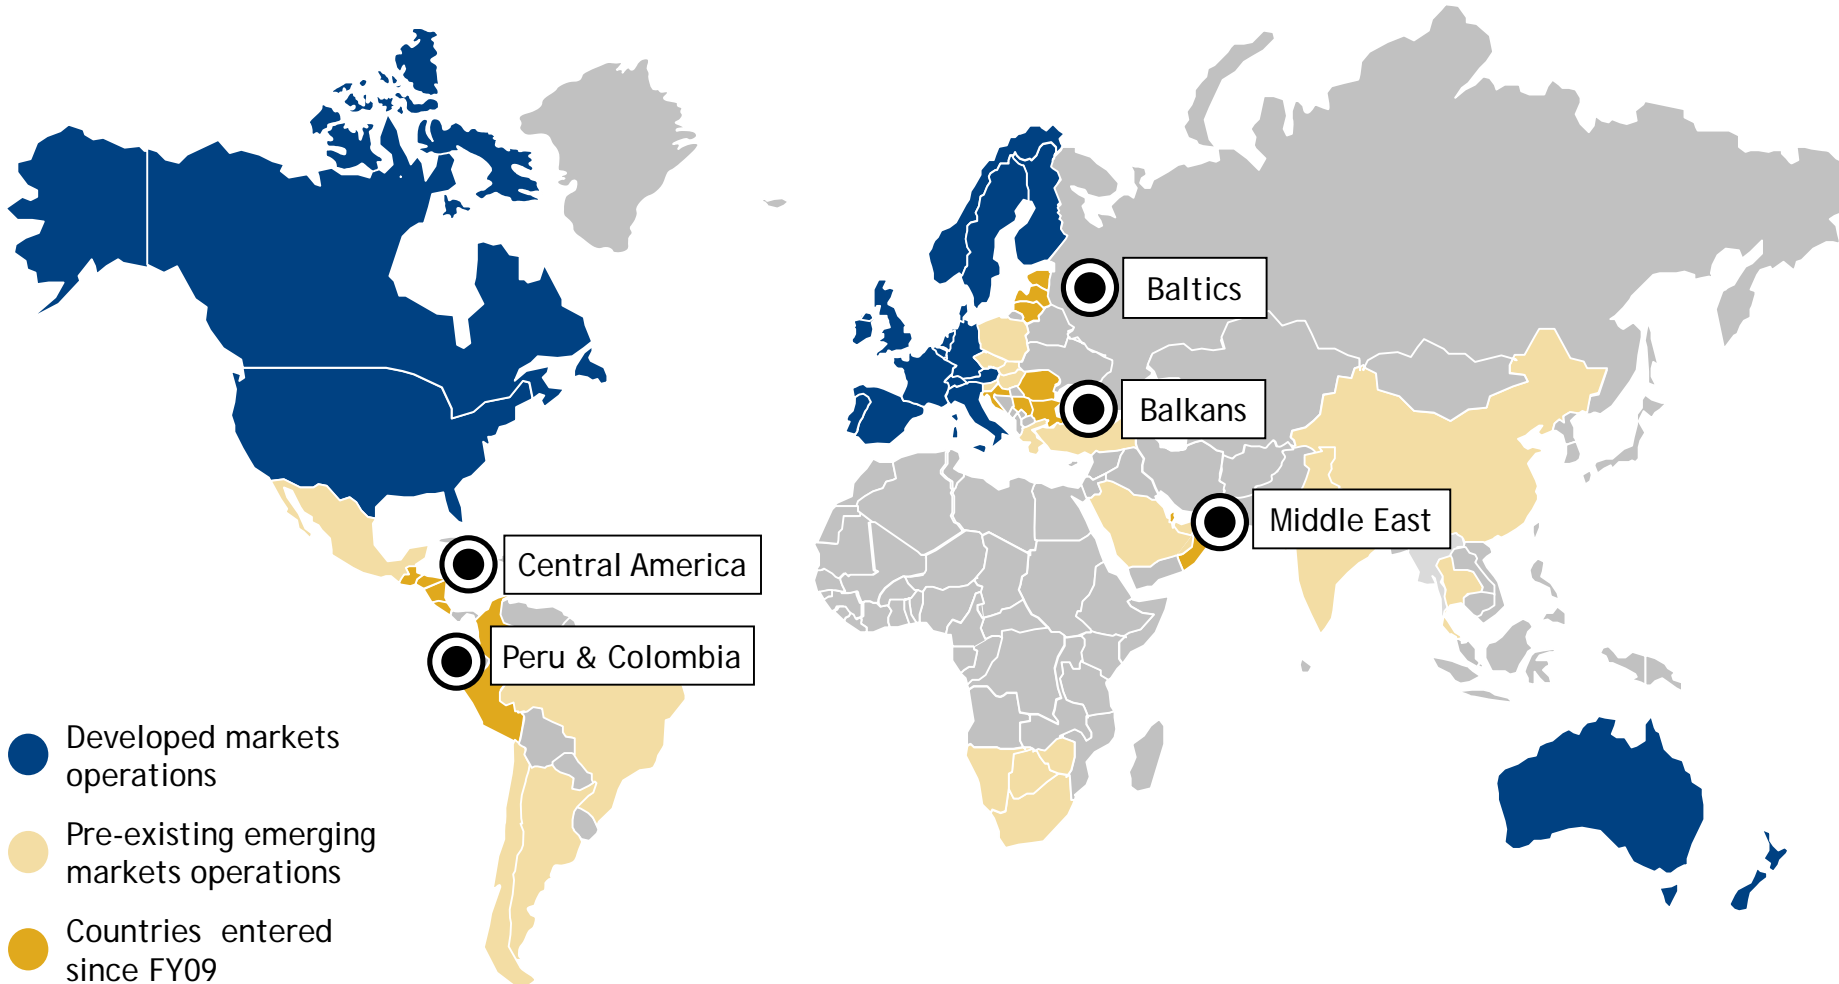 Baltics
Balkans
Middle East
Central America
Peru & Colombia
Developed markets
operations
Pre-existing emerging
markets operations
Countries entered
since FY09